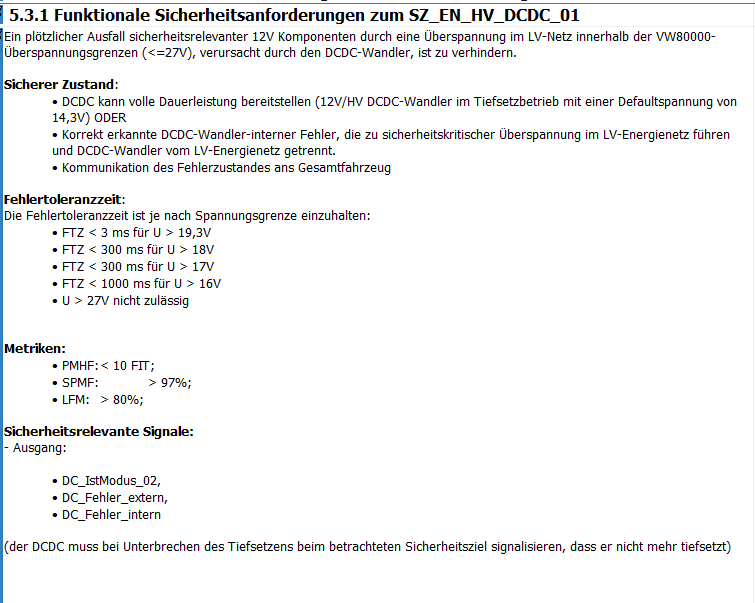 5.3.1 Funktionale Sicherheitsanforderungen zum SZ_EN_HV_DCDC_01
Ein plötzlicher Ausfall sicherheitsrelevanter 12V Komponenten durch eine Überspannung im LV-Netz innerhalb der VW80000-
Überspannungsgrenzen (<=27V), verursacht durch den DCDC-Wandler, ist zu verhindern.
Sicherer Zustand:
• DCDC kann volle Dauerleistung bereitstellen (12V/HV DCDC-Wandler im Tiefsetzbetrieb mit einer Defaultspannung von
14,3V) ODER
• Korrekt erkannte DCDC-Wandler-interner Fehler, die zu sicherheitskritischer Überspannung im LV-Energienetz führen
und DCDC-Wandler vom LV-Energienetz getrennt.
• Kommunikation des Fehlerzustandes ans Gesamtfahrzeug
Fehlertoleranzzeit:
Die Fehlertoleranzzeit ist je nach Spannungsgrenze einzuhalten:
• FTZ < 3 ms für U > 19,3V
• FTZ < 300 ms für U > 18V
• FTZ < 300 ms für U > 17V
• FTZ < 1000 ms für U > 16V
• U > 27V nicht zulässig
Metriken:
• PMHF: < 10 FIT;
• SPMF: > 97%;
• LFM: > 80%;
Sicherheitsrelevante Signale:
- Ausgang:
• DC_IstModus_02,
• DC_Fehler_extern,
• DC_Fehler_intern
(der DCDC muss bei Unterbrechen des Tiefsetzens beim betrachteten Sicherheitsziel signalisieren, dass er nicht mehr tiefsetzt)